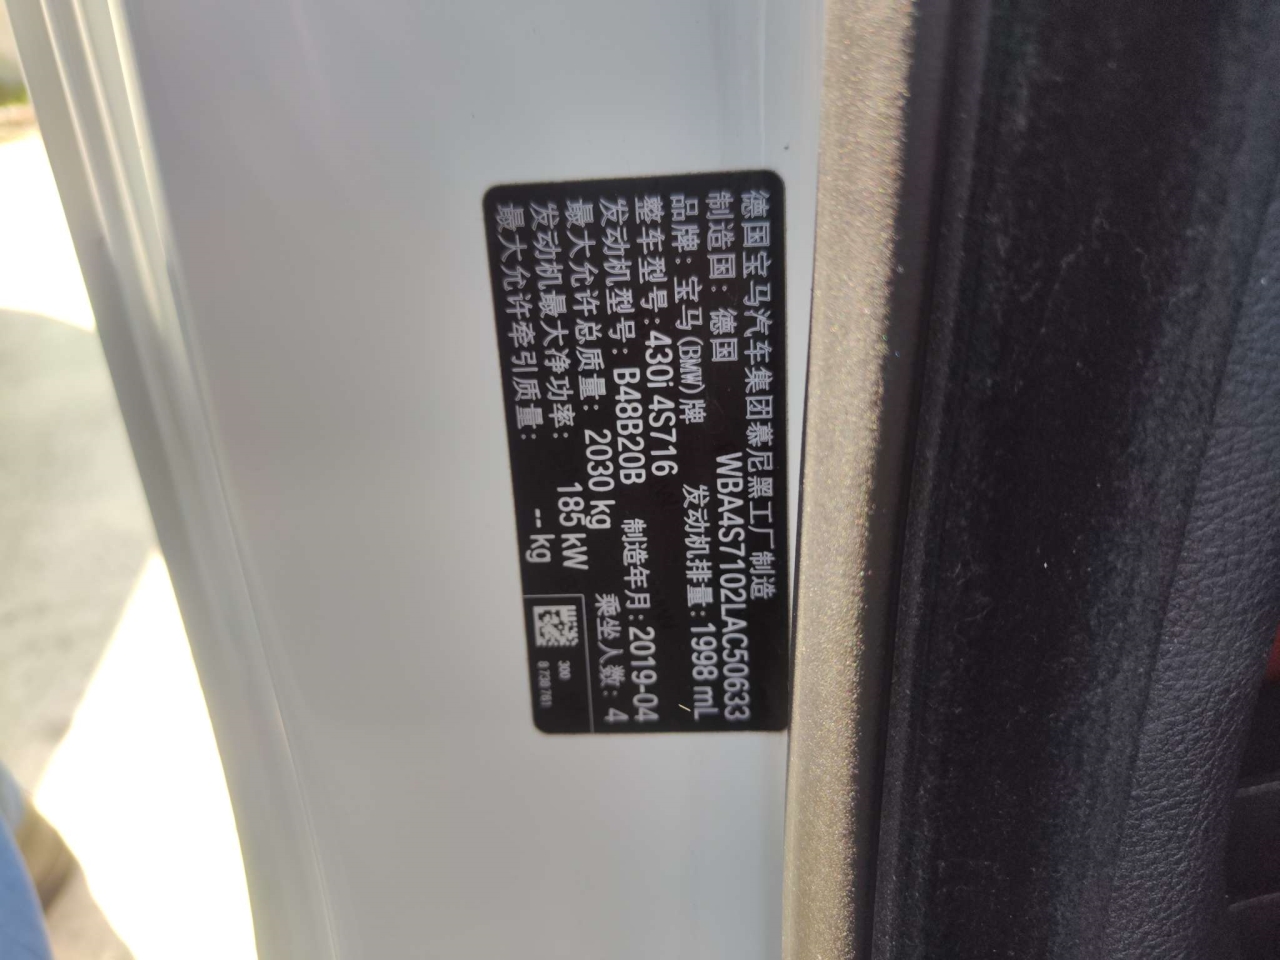 德国宝马汽车集团慕尼黑工厂制造
制造国：德国 WBA4S7102LAC50633
品牌：宝马(BMW)牌 发动机排量：1998 mL
整车型号：430i 4S716
发动机型号：B48B20B 制造年月：2019-04
最大允许总质量：2030 kg 乘坐人数：4
发动机最大净功率：185 kW
最大允许牵引质量：-- kg
300
8738761